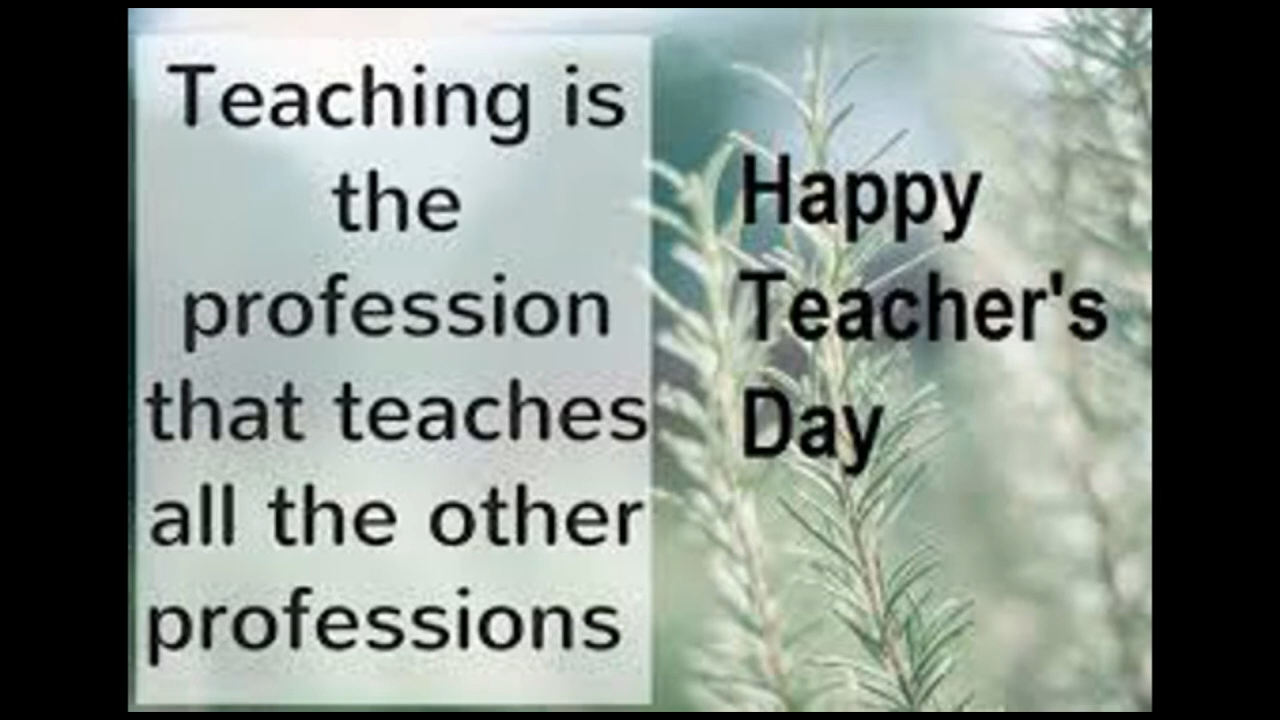 Teaching is
the
profession
that teaches
all the other
professions
Happy
Teacher's
Day